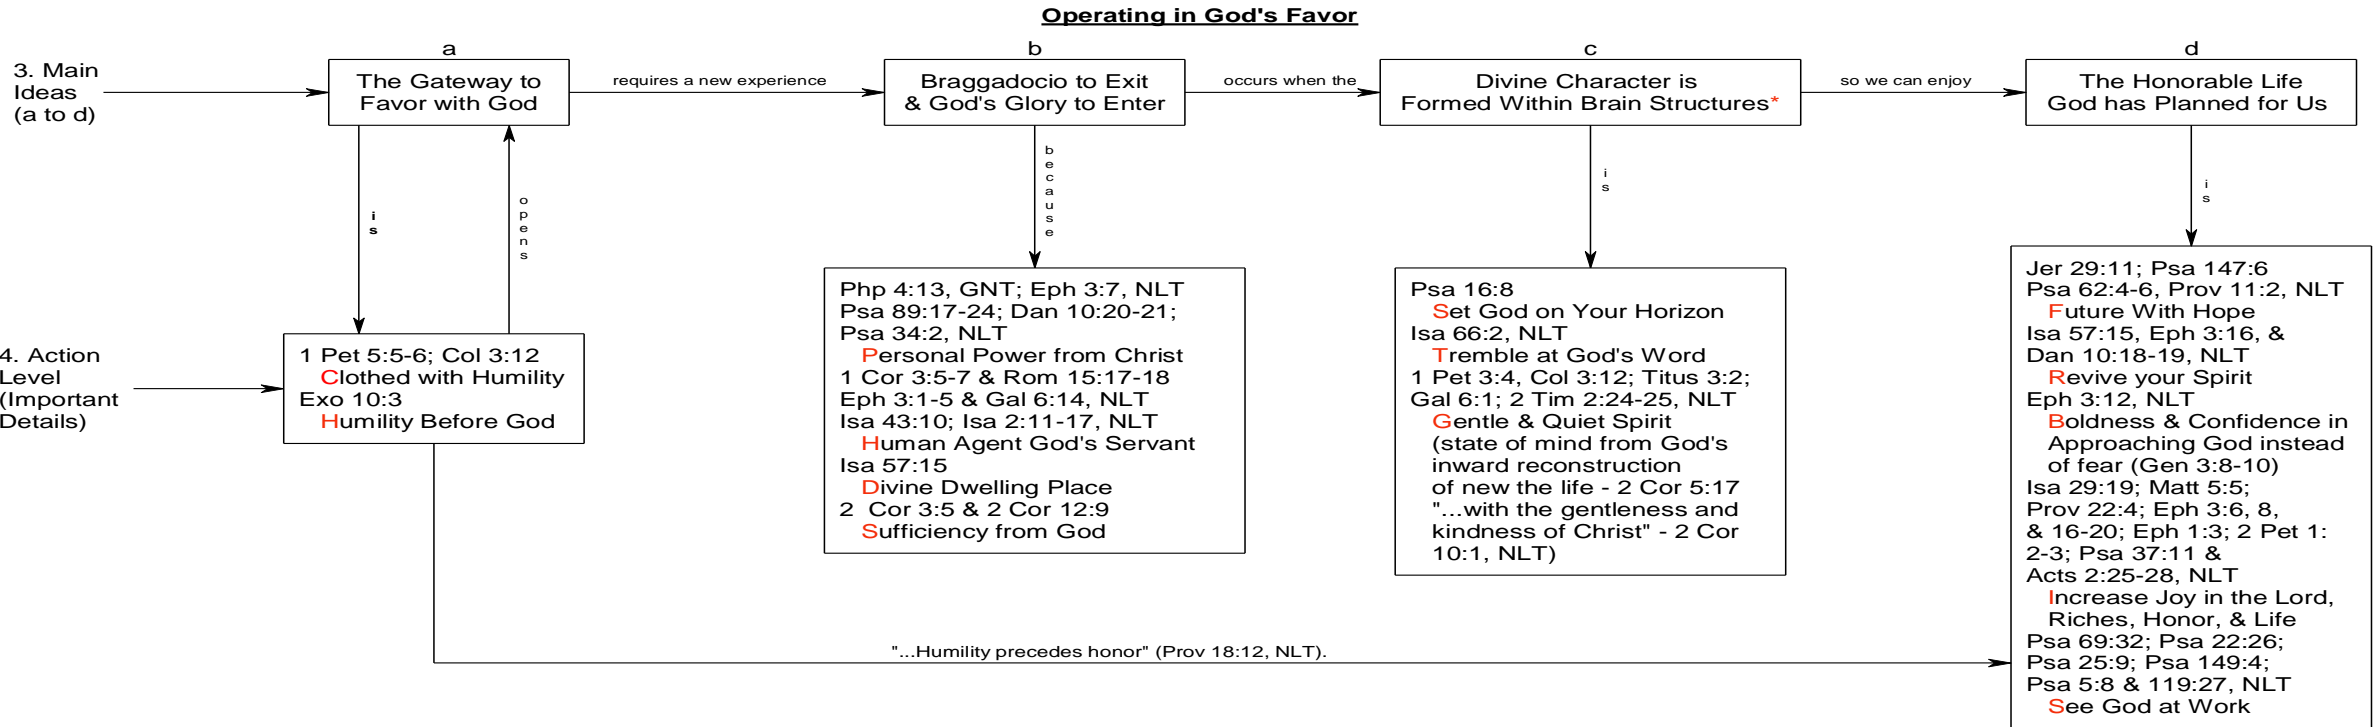 Operating in God's Favor
3. Main
Ideas
(a to d)
a
The Gateway to
Favor with God
requires a new experience
b
Braggadocio to Exit
& God's Glory to Enter
occurs when the
c
Divine Character is
Formed Within Brain Structures*
so we can enjoy
d
The Honorable Life
God has Planned for Us
is
opens
because
is
is
4. Action
Level
(Important
Details)
1 Pet 5:5-6; Col 3:12
Clothed with Humility
Exo 10:3
Humility Before God
Php 4:13, GNT; Eph 3:7, NLT
Psa 89:17-24; Dan 10:20-21;
Psa 34:2, NLT
Personal Power from Christ
1 Cor 3:5-7 & Rom 15:17-18
Eph 3:1-5 & Gal 6:14, NLT
Isa 43:10; Isa 2:11-17, NLT
Human Agent God's Servant
Isa 57:15
Divine Dwelling Place
2  Cor 3:5 & 2 Cor 12:9
Sufficiency from God
Psa 16:8
Set God on Your Horizon
Isa 66:2, NLT
Tremble at God's Word
1 Pet 3:4, Col 3:12; Titus 3:2;
Gal 6:1; 2 Tim 2:24-25, NLT
Gentle & Quiet Spirit
(state of mind from God's
inward reconstruction
of new the life - 2 Cor 5:17
"...with the gentleness and
kindness of Christ" - 2 Cor
10:1, NLT)
Jer 29:11; Psa 147:6
Psa 62:4-6, Prov 11:2, NLT
Future With Hope
Isa 57:15, Eph 3:16, &
Dan 10:18-19, NLT
Revive your Spirit
Eph 3:12, NLT
Boldness & Confidence in
Approaching God instead
of fear (Gen 3:8-10)
Isa 29:19; Matt 5:5;
Prov 22:4; Eph 3:6, 8,
& 16-20; Eph 1:3; 2 Pet 1:
2-3; Psa 37:11 &
Acts 2:25-28, NLT
Increase Joy in the Lord,
Riches, Honor, & Life
Psa 69:32; Psa 22:26;
Psa 25:9; Psa 149:4;
Psa 5:8 & 119:27, NLT
See God at Work
"...Humility precedes honor" (Prov 18:12, NLT).